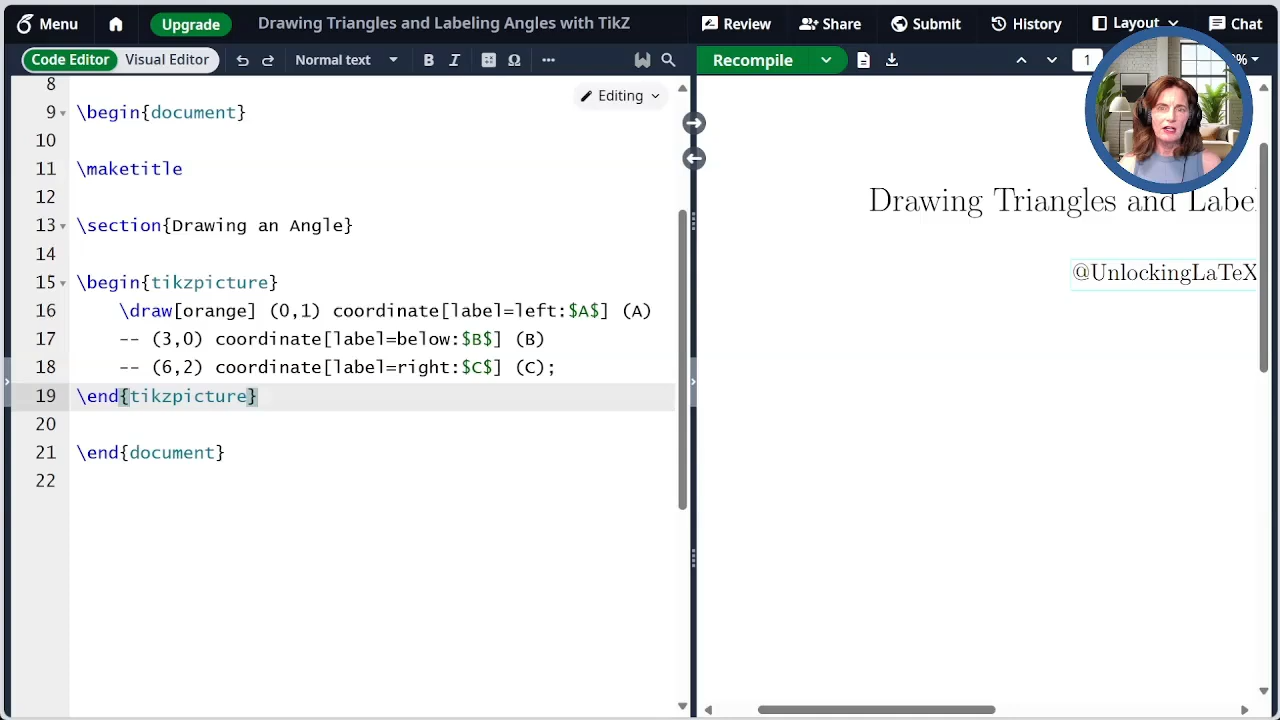 Menu
Upgrade
Drawing Triangles and Labeling Angles with TikZ
Review
Share
Submit
History
Layout
Chat
Code Editor
Visual Editor
Normal text
B
I
Ω
Recompile
1
%
Editing
8
9 \begin{document}
10
11 \maketitle
12
13 \section{Drawing an Angle}
14
15 \begin{tikzpicture}
16 \draw[orange] (0,1) coordinate[label=left:$A$] (A)
17 -- (3,0) coordinate[label=below:$B$] (B)
18 -- (6,2) coordinate[label=right:$C$] (C);
19 \end{tikzpicture}
20
21 \end{document}
22
Drawing Triangles and Labe
@UnlockingLaTeX